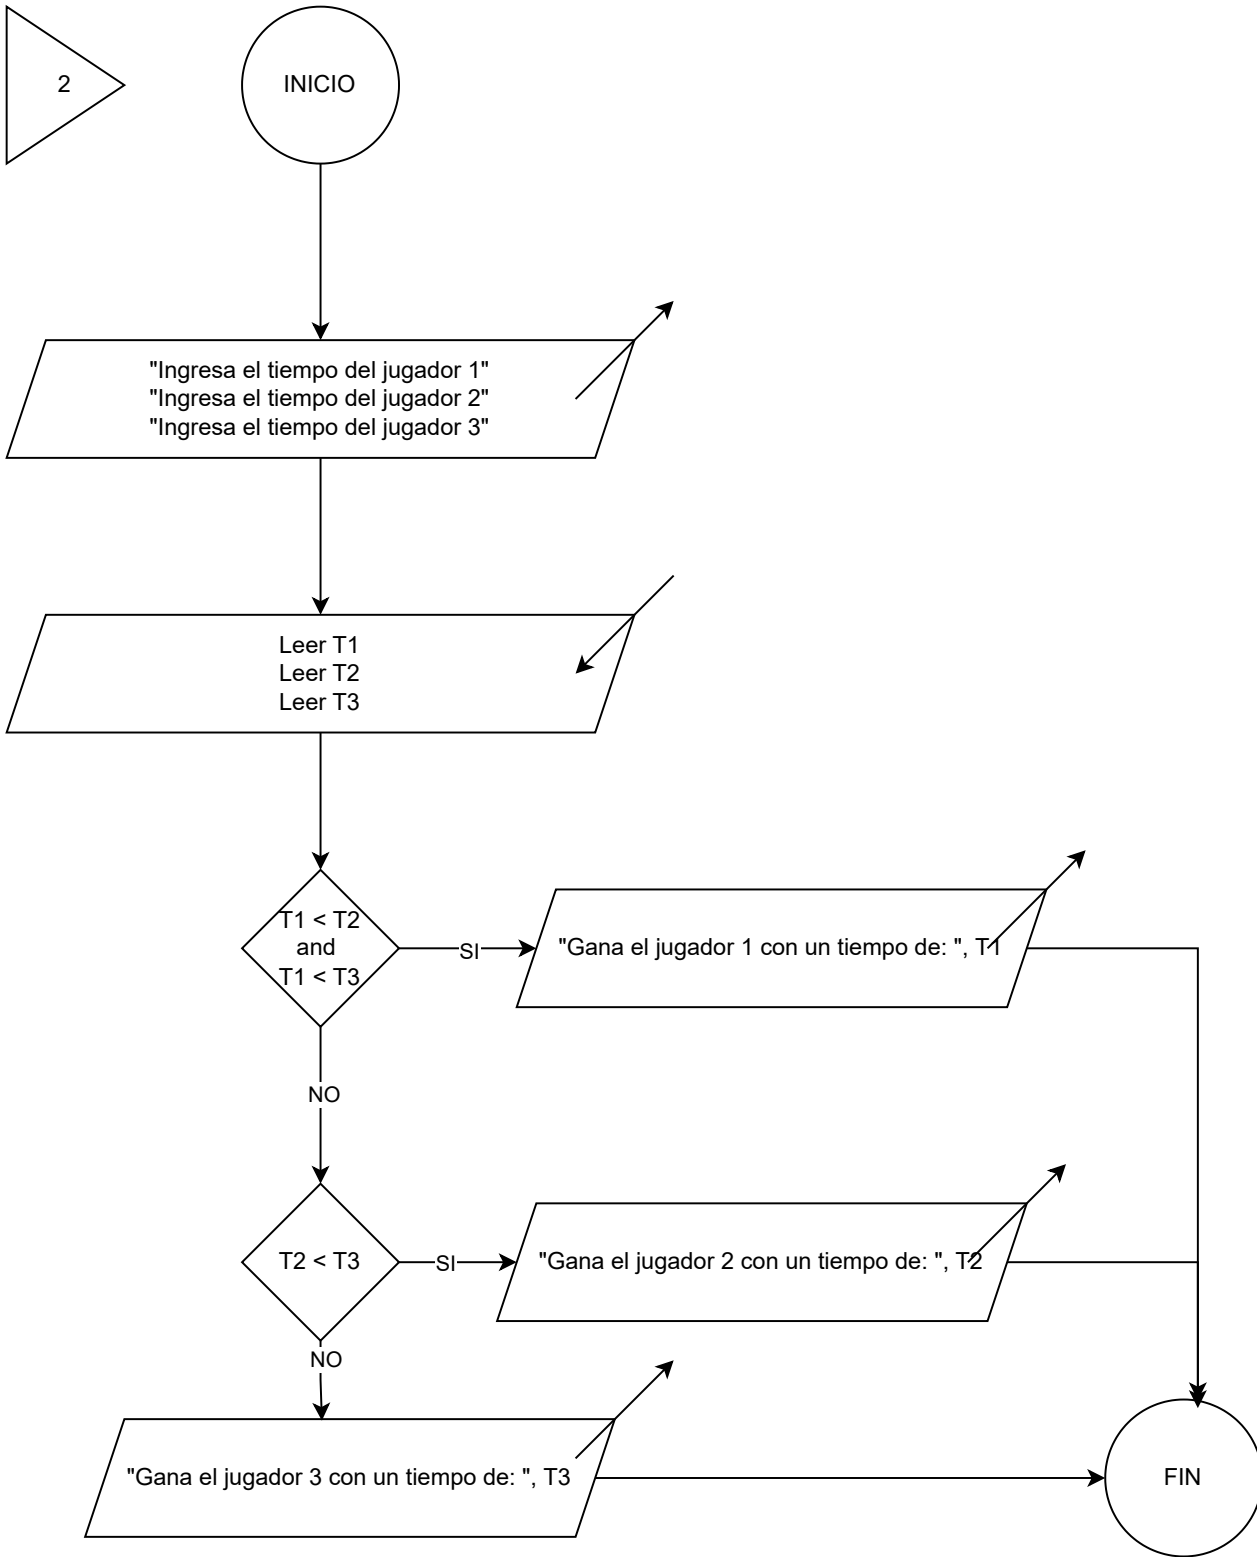 2
INICIO
"Ingresa el tiempo del jugador 1"
"Ingresa el tiempo del jugador 2"
"Ingresa el tiempo del jugador 3"
Leer T1
Leer T2
Leer T3
T1 < T2
and
T1 < T3
SI
"Gana el jugador 1 con un tiempo de: ", T1
NO
T2 < T3
SI
"Gana el jugador 2 con un tiempo de: ", T2
NO
"Gana el jugador 3 con un tiempo de: ", T3
FIN